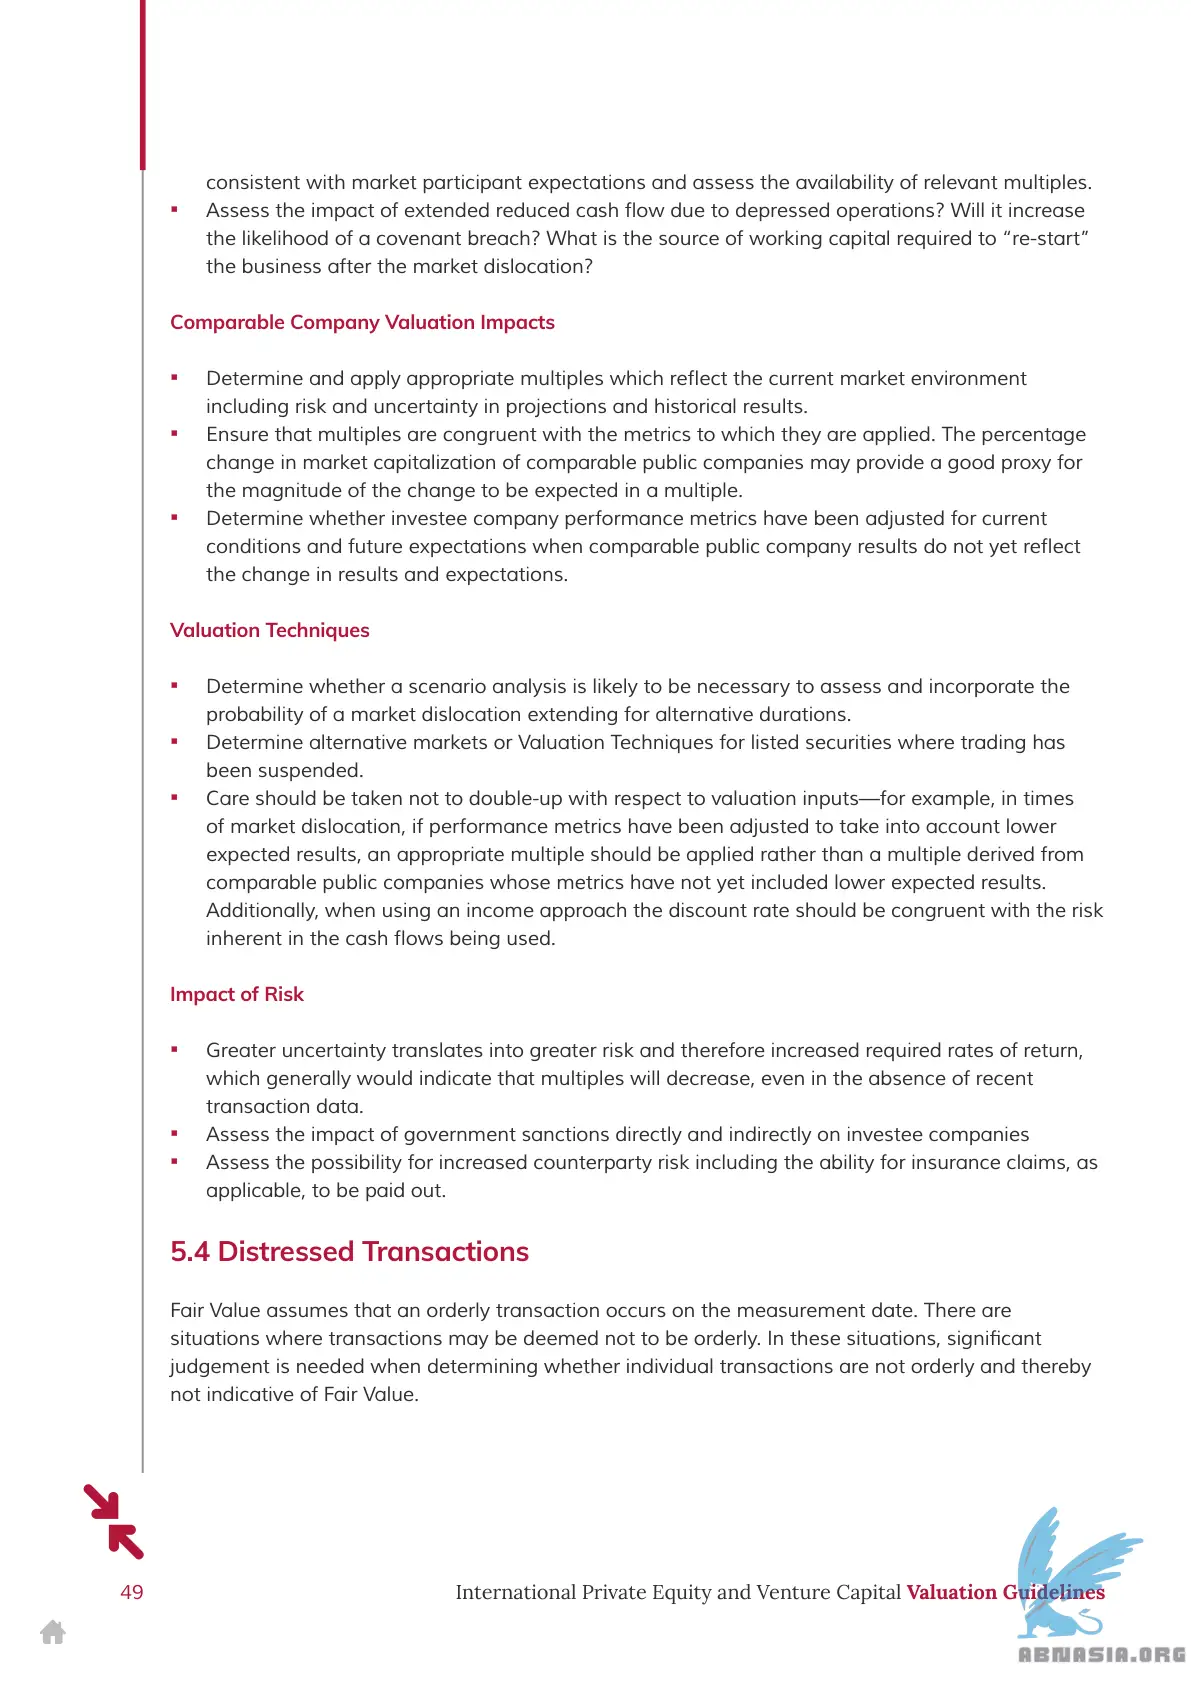 consistent with market participant expectations and assess the availability of relevant multiples.
▪ Assess the impact of extended reduced cash flow due to depressed operations? Will it increase
the likelihood of a covenant breach? What is the source of working capital required to “re-start”
the business after the market dislocation?
Comparable Company Valuation Impacts
▪ Determine and apply appropriate multiples which reflect the current market environment
including risk and uncertainty in projections and historical results.
▪ Ensure that multiples are congruent with the metrics to which they are applied. The percentage
change in market capitalization of comparable public companies may provide a good proxy for
the magnitude of the change to be expected in a multiple.
▪ Determine whether investee company performance metrics have been adjusted for current
conditions and future expectations when comparable public company results do not yet reflect
the change in results and expectations.
Valuation Techniques
▪ Determine whether a scenario analysis is likely to be necessary to assess and incorporate the
probability of a market dislocation extending for alternative durations.
▪ Determine alternative markets or Valuation Techniques for listed securities where trading has
been suspended.
▪ Care should be taken not to double-up with respect to valuation inputs—for example, in times
of market dislocation, if performance metrics have been adjusted to take into account lower
expected results, an appropriate multiple should be applied rather than a multiple derived from
comparable public companies whose metrics have not yet included lower expected results.
Additionally, when using an income approach the discount rate should be congruent with the risk
inherent in the cash flows being used.
Impact of Risk
▪ Greater uncertainty translates into greater risk and therefore increased required rates of return,
which generally would indicate that multiples will decrease, even in the absence of recent
transaction data.
▪ Assess the impact of government sanctions directly and indirectly on investee companies
▪ Assess the possibility for increased counterparty risk including the ability for insurance claims, as
applicable, to be paid out.
5.4 Distressed Transactions
Fair Value assumes that an orderly transaction occurs on the measurement date. There are
situations where transactions may be deemed not to be orderly. In these situations, significant
judgement is needed when determining whether individual transactions are not orderly and thereby
not indicative of Fair Value.
49 International Private Equity and Venture Capital Valuation Guidelines
ABNASIA.ORG